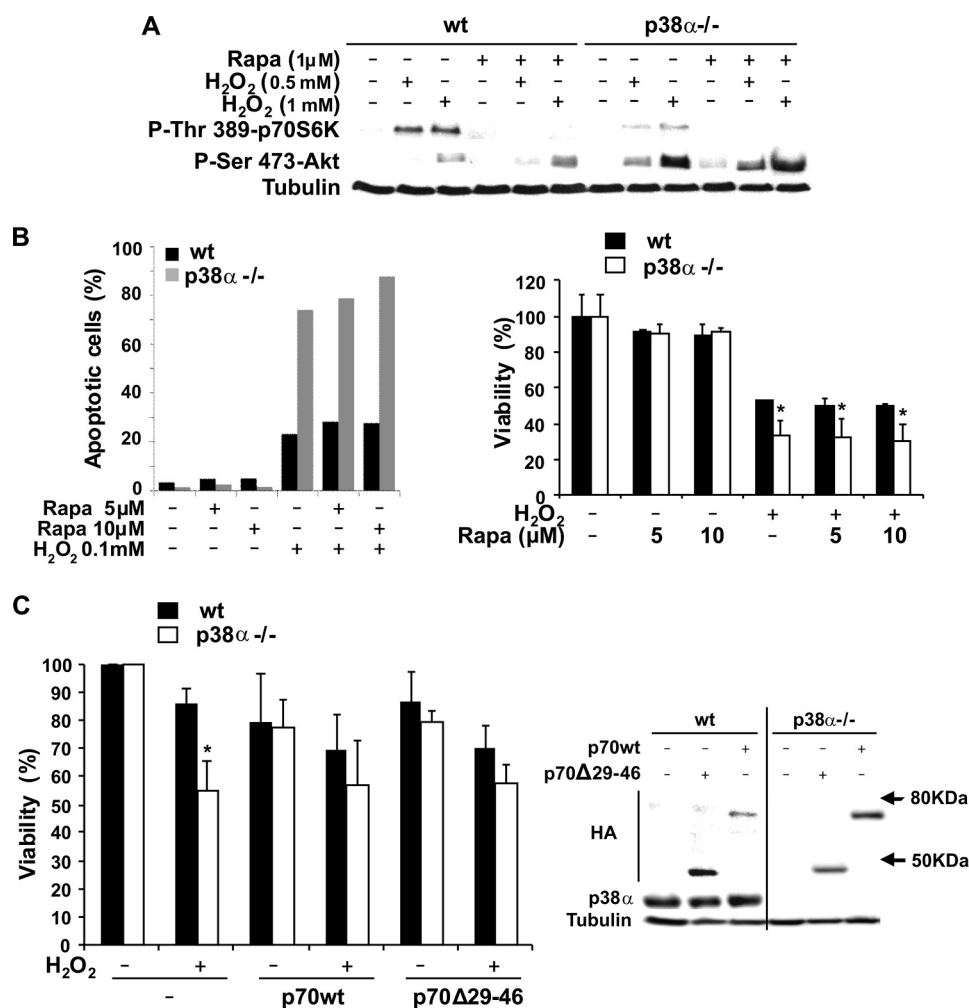 A
wt p38α-/-
Rapa (1µM) - - - + + + - - - + + +
H2O2 (0.5 mM) - + - - + - - + - - + -
H2O2 (1 mM) - - + - - + - - + - - +
P-Thr 389-p70S6K
P-Ser 473-Akt
Tubulin
B
wt
p38α -/-
Apoptotic cells (%)
100
80
60
40
20
0
Rapa 5µM - + - - + -
Rapa 10µM - - + - - +
H2O2 0.1mM - - - + + +
wt
p38α -/-
Viability (%)
120
100
80
60
40
20
0
H2O2 - - - + + +
Rapa (µM) - 5 10 - 5 10
C
wt
p38α -/-
Viability (%)
100
90
80
70
60
50
40
30
20
10
0
H2O2 - + - + - +
- p70wt p70Δ29-46
wt p38α-/-
p70wt - - + - - +
p70Δ29-46 - + - - + -
80KDa
HA
50KDa
p38α
Tubulin